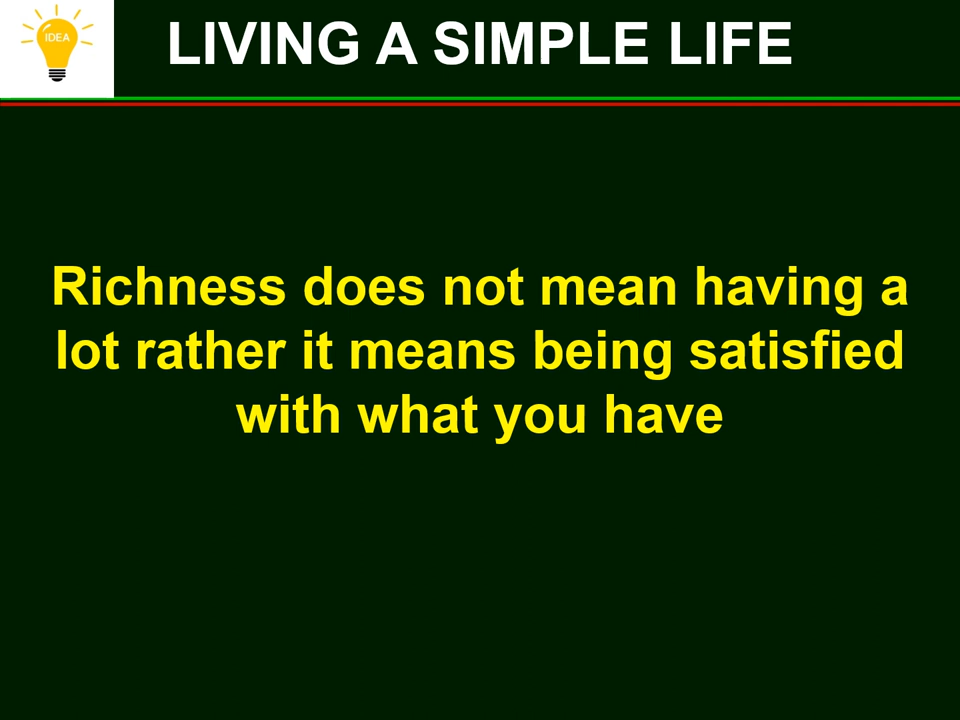 IDEA
LIVING A SIMPLE LIFE
Richness does not mean having a
lot rather it means being satisfied
with what you have